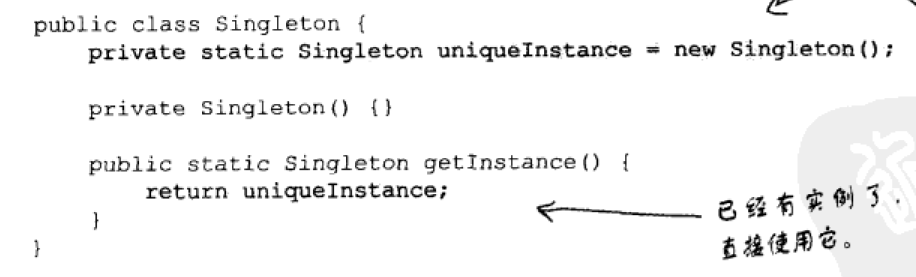 public class Singleton {
private static Singleton uniqueInstance = new Singleton();
private Singleton() {}
public static Singleton getInstance() {
return uniqueInstance;
}
已经有实例了,
直接使用它。
}